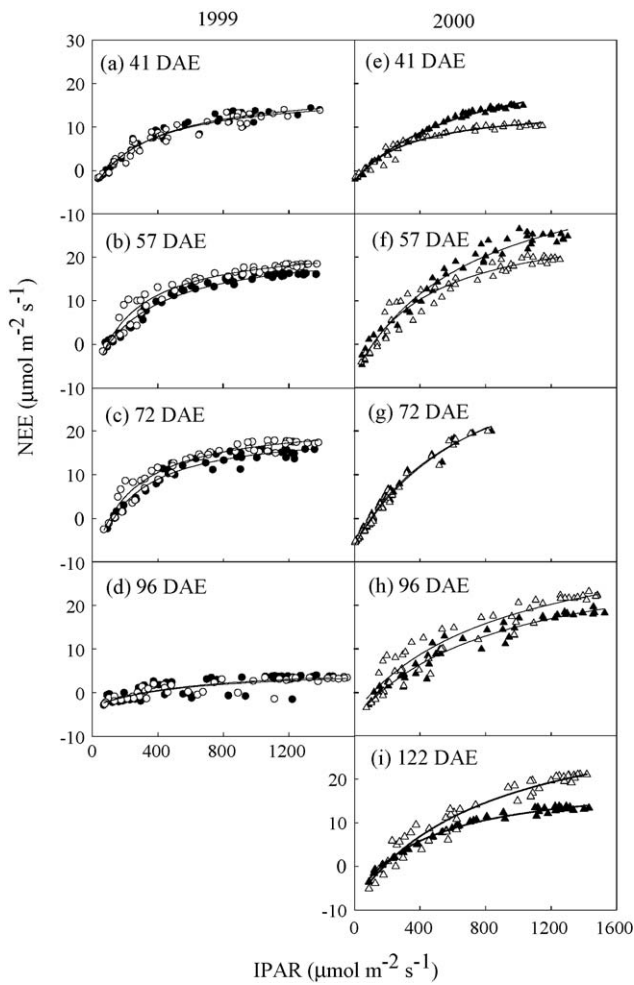 1999 2000
30
(a) 41 DAE (e) 41 DAE
20
10
0
-10
(b) 57 DAE (f) 57 DAE
20
10
0
-10
(c) 72 DAE (g) 72 DAE
20
10
0
-10
(d) 96 DAE (h) 96 DAE
20
10
0
-10
0 400 800 1200
(i) 122 DAE
20
10
0
-10
0 400 800 1200 1600
NEE (μmol m-2 s-1)
IPAR (μmol m-2 s-1)